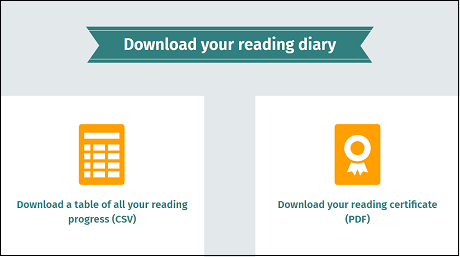 Download your reading diary
Download a table of all your reading
progress (CSV)
Download your reading certificate
(PDF)